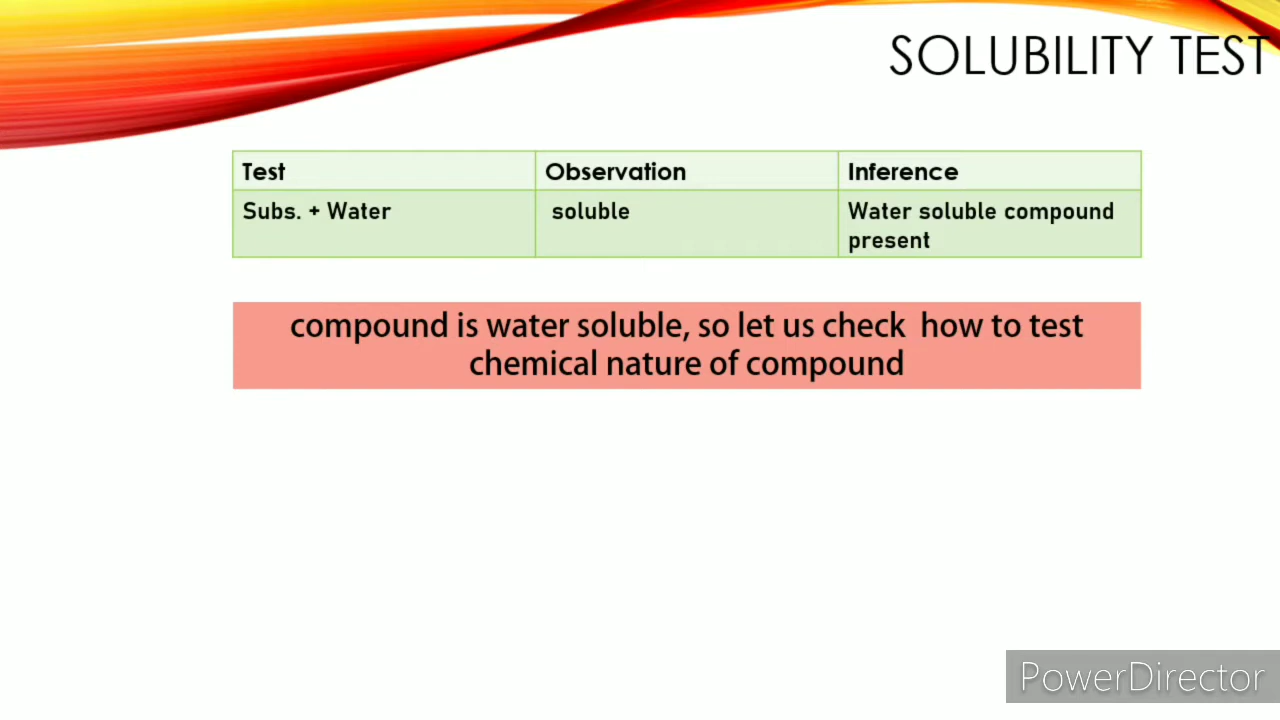 SOLUBILITY TEST
Test Observation Inference
Subs. + Water soluble Water soluble compound
present
compound is water soluble, so let us check how to test
chemical nature of compound
PowerDirector